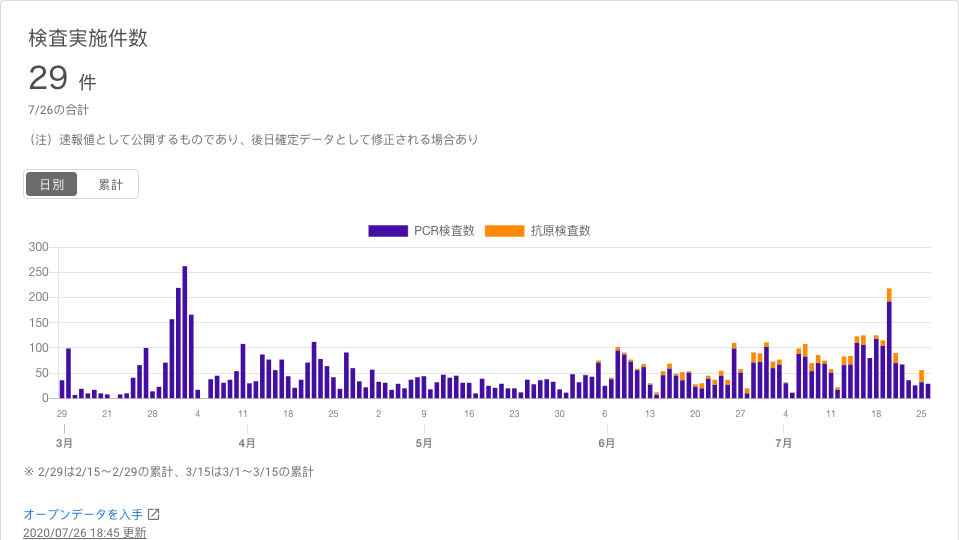 検査実施件数
29 件
7/26の合計
（注）速報値として公開するものであり、後日確定データとして修正される場合あり
日別 累計
PCR検査数 抗原検査数
300
250
200
150
100
50
0
29 21 28 4 11 18 25 2 9 16 23 30 6 13 20 27 4 11 18 25
3月 4月 5月 6月 7月
※ 2/29は2/15～2/29の累計、3/15は3/1～3/15の累計
オープンデータを入手
2020/07/26 18:45 更新